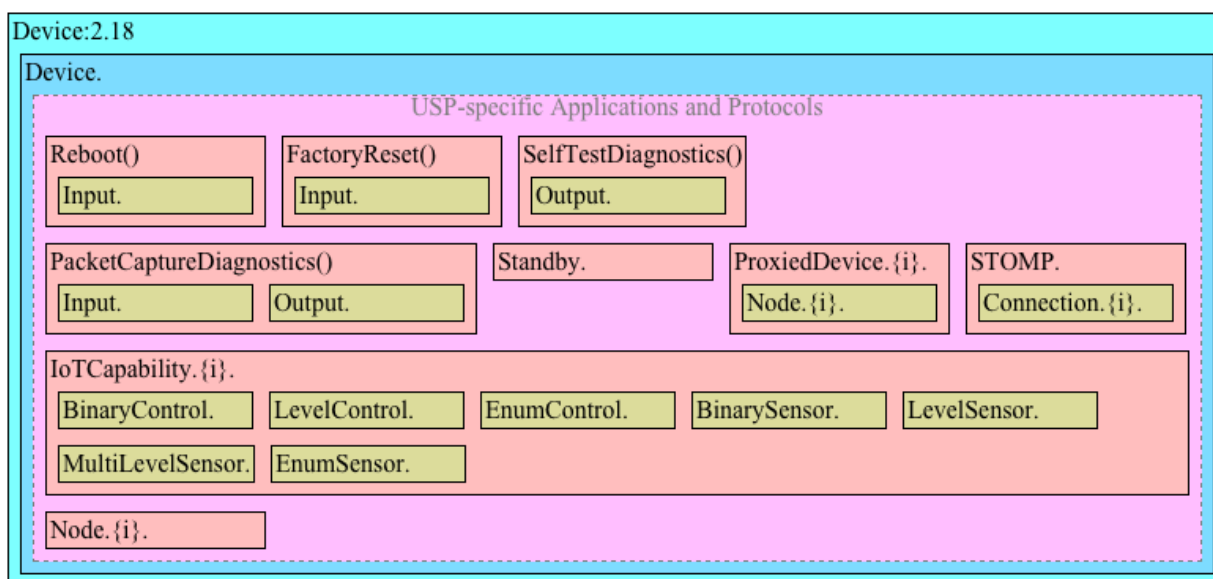 Device:2.18
Device.
USP-specific Applications and Protocols
Reboot()
Input.
FactoryReset()
Input.
SelfTestDiagnostics()
Output.
PacketCaptureDiagnostics()
Input.
Output.
Standby.
ProxiedDevice.{i}.
Node.{i}.
STOMP.
Connection.{i}.
IoTCapability.{i}.
BinaryControl.
LevelControl.
EnumControl.
BinarySensor.
LevelSensor.
MultiLevelSensor.
EnumSensor.
Node.{i}.